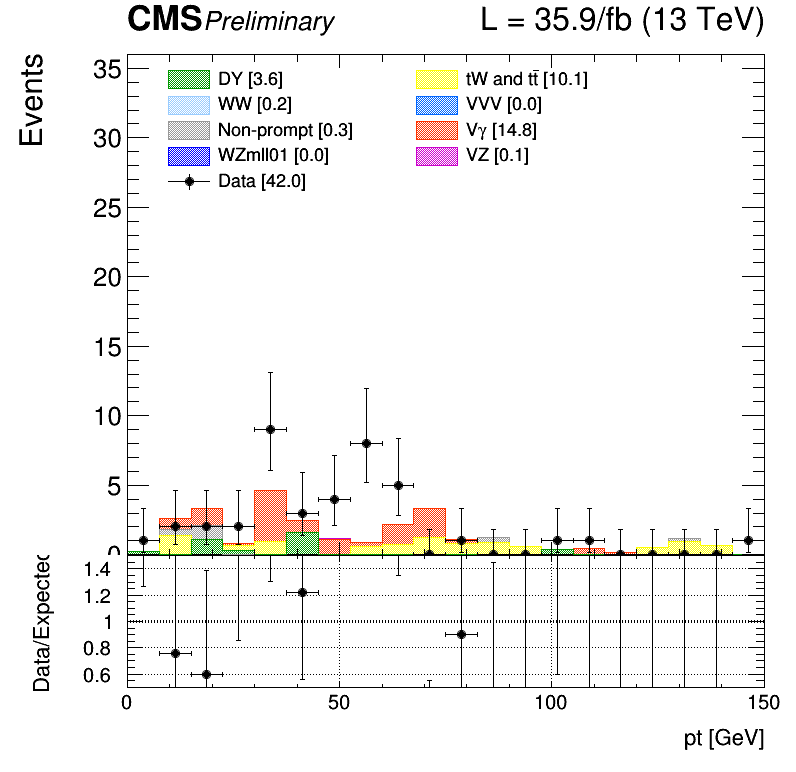 CMS Preliminary L = 35.9/fb (13 TeV)
Events
35
30
25
20
15
10
5
0
DY [3.6]
WW [0.2]
Non-prompt [0.3]
WZmll01 [0.0]
Data [42.0]
tW and tt̄ [10.1]
VVV [0.0]
Vγ [14.8]
VZ [0.1]
Data/Expected
1.4
1.2
1
0.8
0.6
0 50 100 150
pt [GeV]